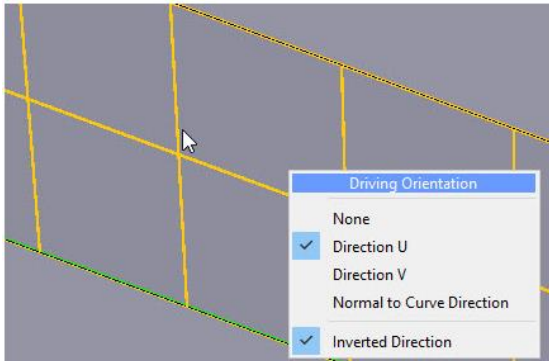 Driving Orientation
None
Direction U
Direction V
Normal to Curve Direction
Inverted Direction